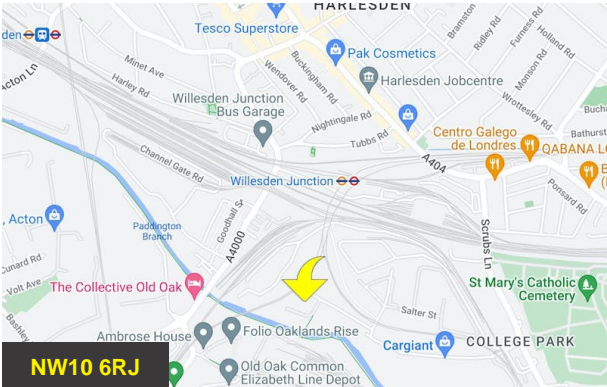 HARLESDEN
Tesco Superstore
Pak Cosmetics
den
Acton Ln
Minet Ave
Harley Rd
Wendover Rd
Buckingham Rd
Harlesden Jobcentre
Bramston
Ridley Rd
Furness Rd
Holland Rd
Monson Rd
Wrottesley Rd
Willesden Junction
Bus Garage
Nightingale Rd
Tubbs Rd
A404
Centro Galego
de Londres
Bucha
Bathurst
QABANA LO
B
(
Ponsard Rd
Channel Gate Rd
Willesden Junction
Goodhall St
A4000
Paddington
Branch
, Acton
Cunard Rd
Volt Ave
Bashley
Scrubs Ln
St Mary's Catholic
Cemetery
The Collective Old Oak
Salter St
Ambrose House
Folio Oaklands Rise
Cargiant
COLLEGE PARK
Old Oak Common
Elizabeth Line Depot
NW10 6RJ